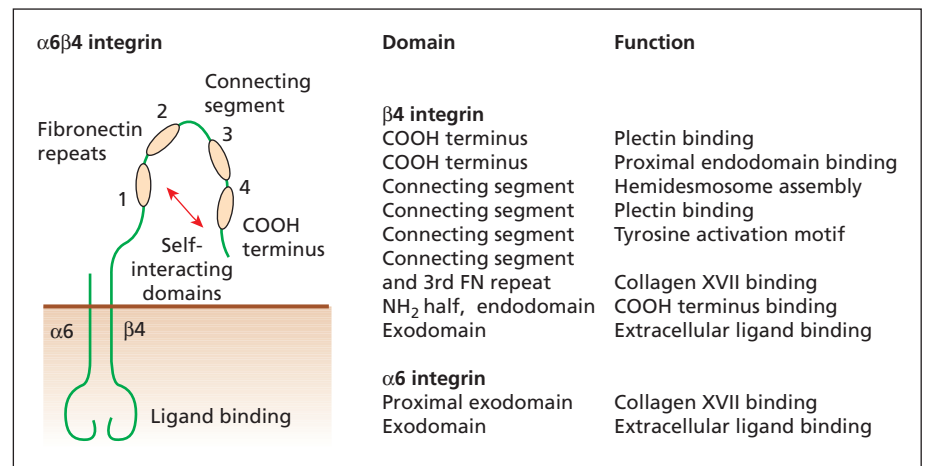 α6β4 integrin
Connecting
segment
2
Fibronectin
repeats
3
1
4
COOH
terminus
Self-
interacting
domains
α6
β4
Ligand binding
Domain Function
β4 integrin
COOH terminus Plectin binding
COOH terminus Proximal endodomain binding
Connecting segment Hemidesmosome assembly
Connecting segment Plectin binding
Connecting segment Tyrosine activation motif
Connecting segment
and 3rd FN repeat Collagen XVII binding
NH₂ half, endodomain COOH terminus binding
Exodomain Extracellular ligand binding
α6 integrin
Proximal exodomain Collagen XVII binding
Exodomain Extracellular ligand binding